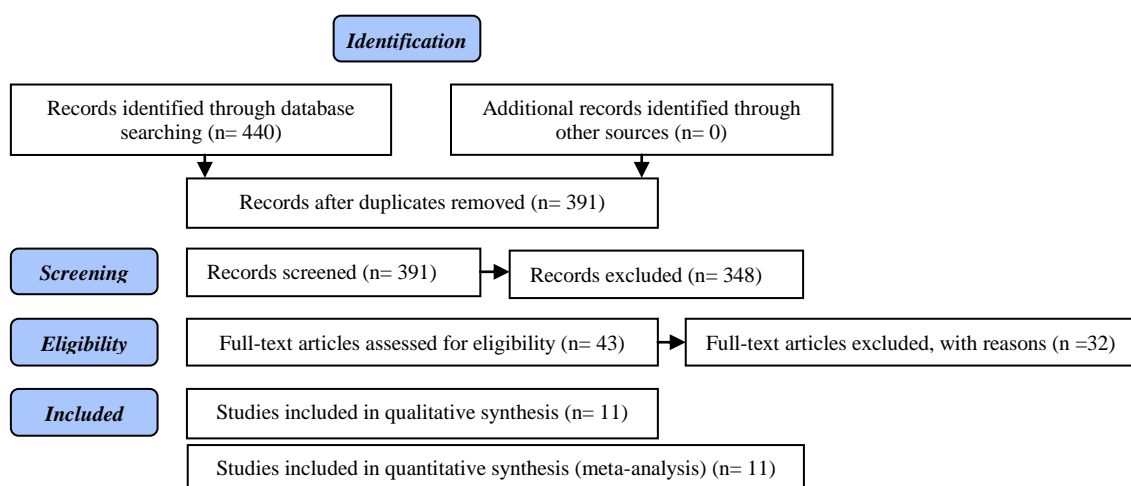 Identification
Records identified through database
searching (n= 440)
Additional records identified through
other sources (n= 0)
Records after duplicates removed (n= 391)
Screening
Records screened (n= 391)
Records excluded (n= 348)
Eligibility
Full-text articles assessed for eligibility (n= 43)
Full-text articles excluded, with reasons (n =32)
Included
Studies included in qualitative synthesis (n= 11)
Studies included in quantitative synthesis (meta-analysis) (n= 11)